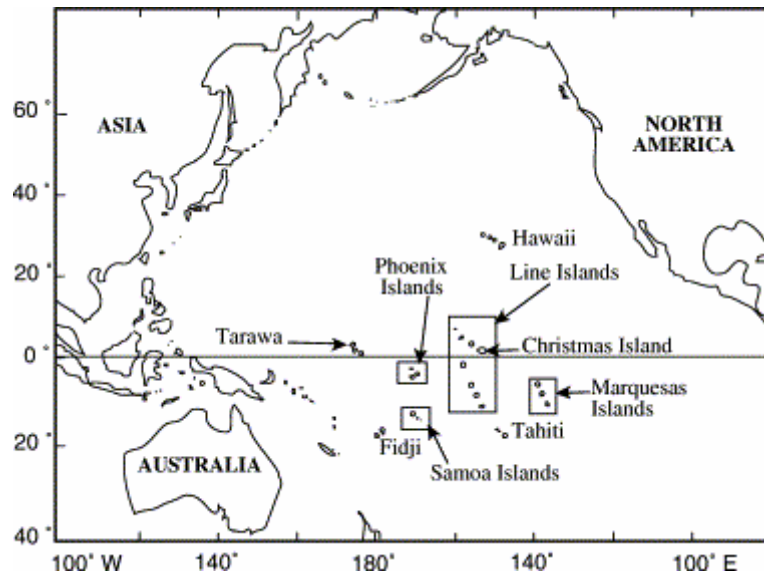 60°
ASIA
NORTH
AMERICA
40°
Hawaii
Phoenix
Islands
Line Islands
20°
Tarawa
Christmas Island
0°
Marquesas
Islands
Fidji
Tahiti
20°
AUSTRALIA
Samoa Islands
40°
100° W
140°
180°
140°
100° E